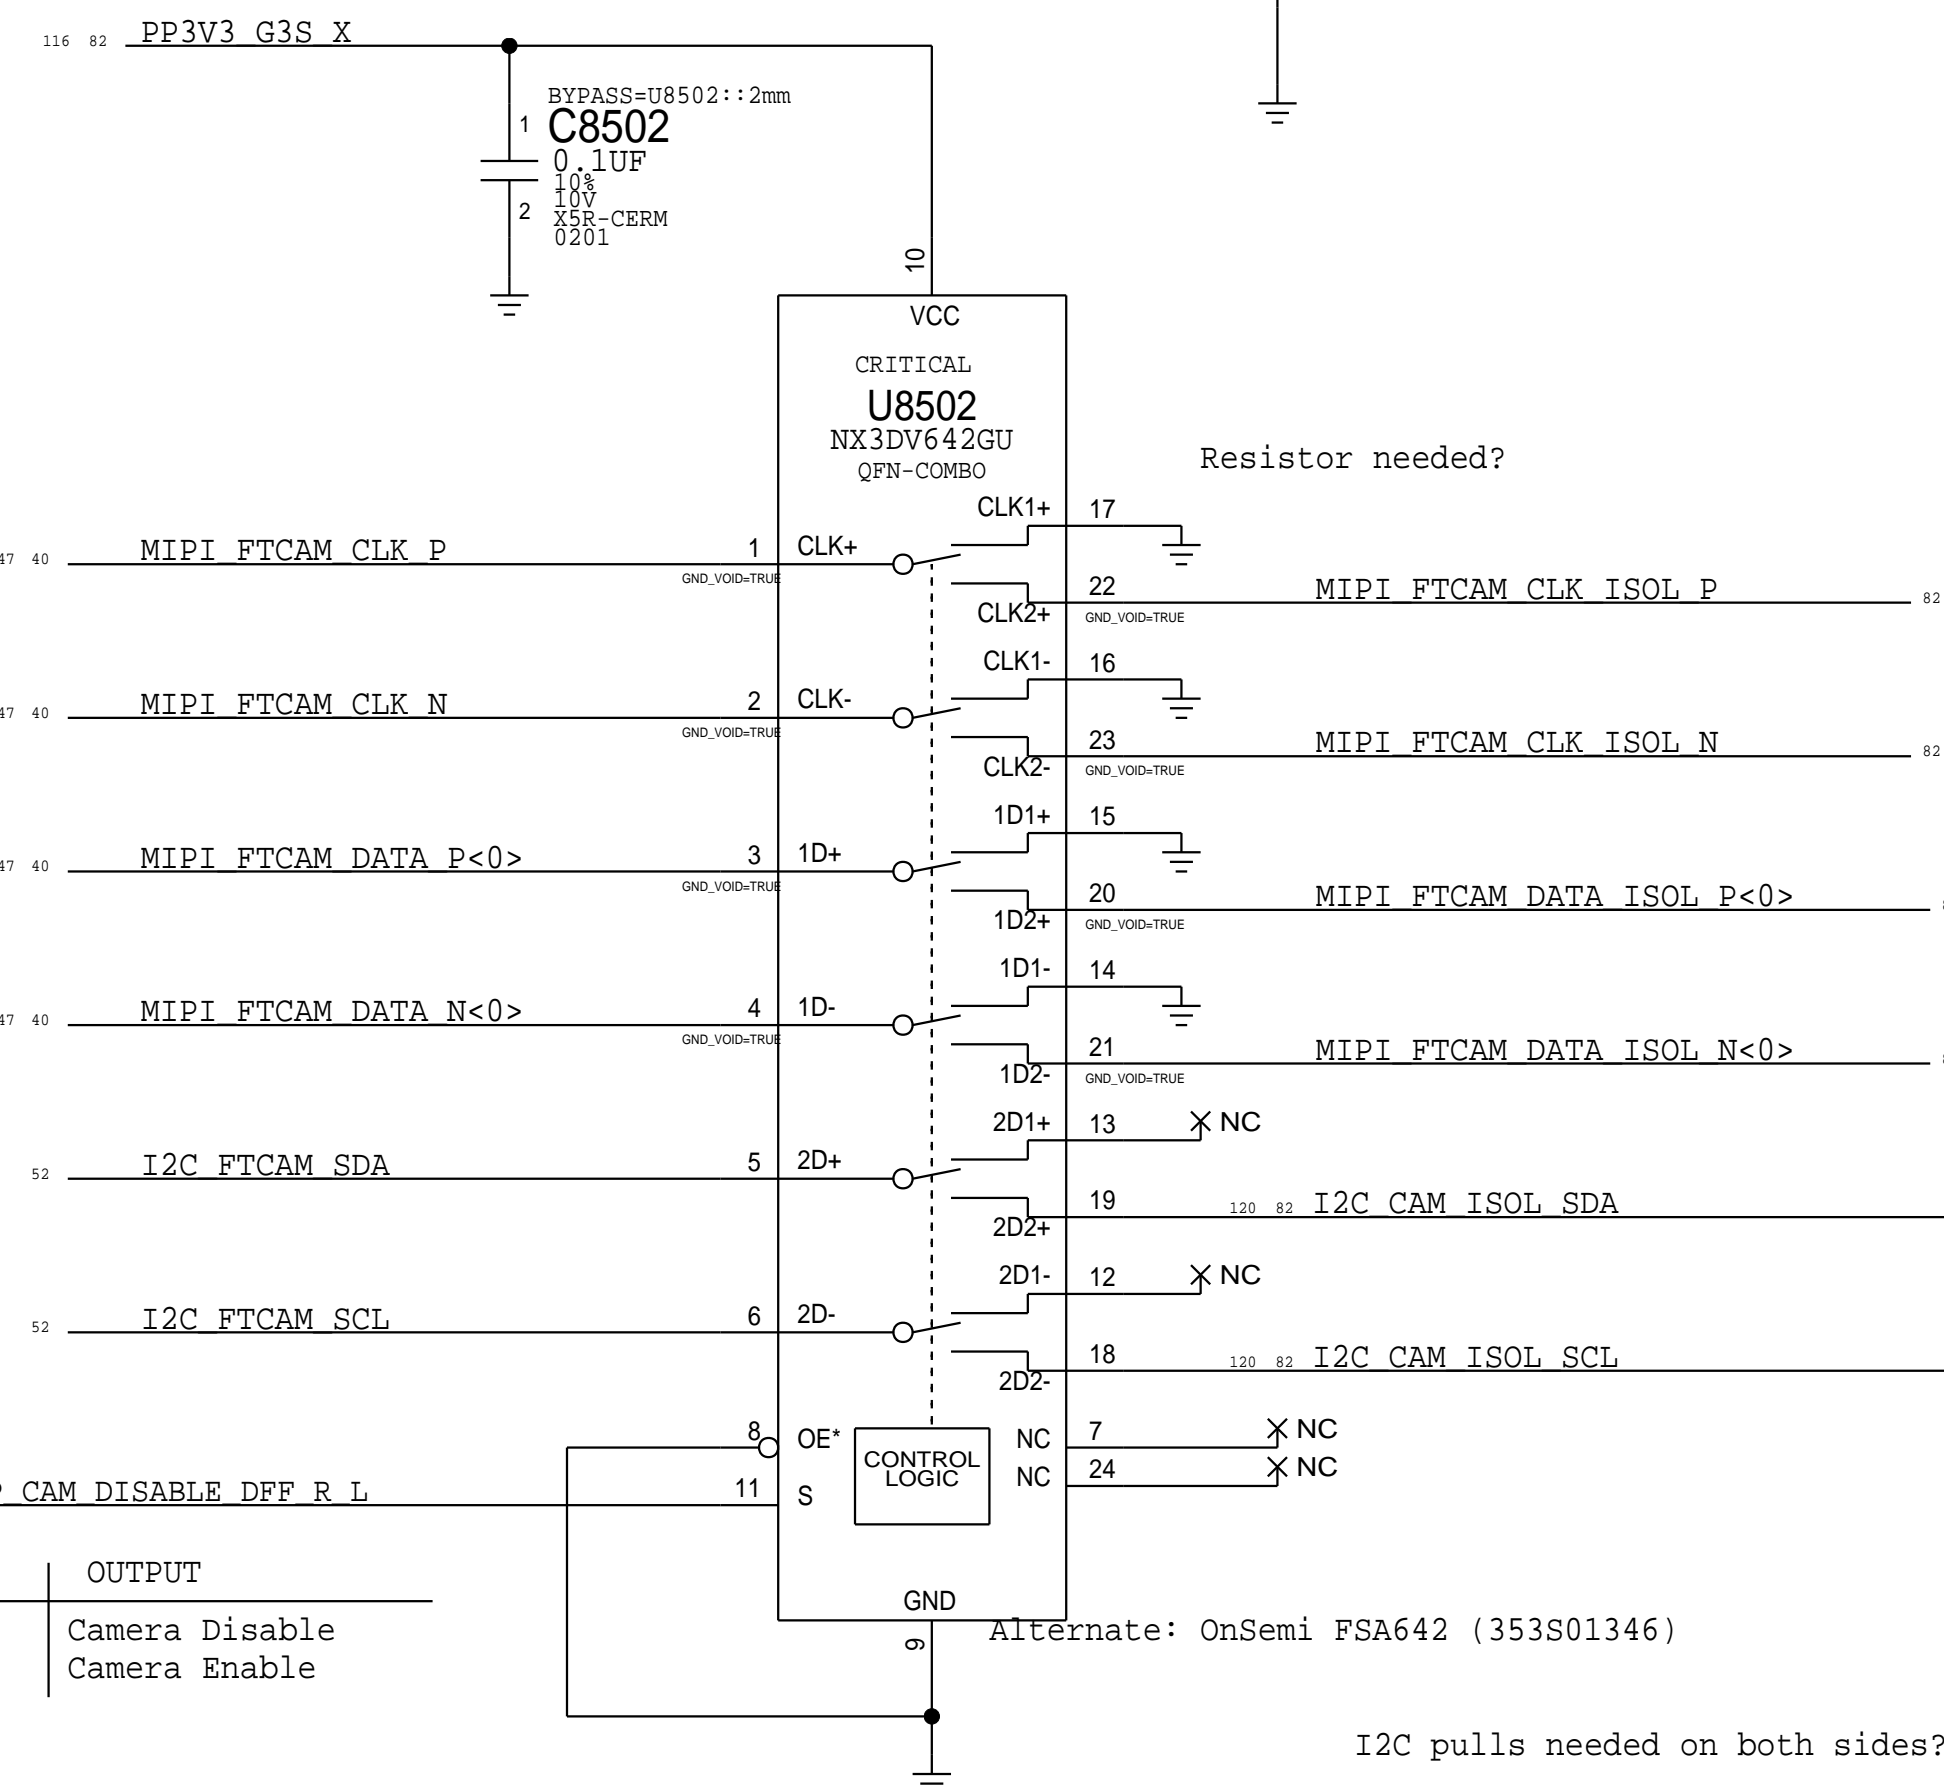 116 82 PP3V3_G3S_X
BYPASS=U8502::2mm
1 C8502
0.1UF
10%
10V
2 X5R-CERM
0201
10
VCC
CRITICAL
U8502
NX3DV642GU
QFN-COMBO
Resistor needed?
CLK1+ 17
47 40 MIPI_FTCAM_CLK_P 1 CLK+
GND_VOID=TRUE
22 MIPI_FTCAM_CLK_ISOL_P 82
CLK2+ GND_VOID=TRUE
CLK1- 16
47 40 MIPI_FTCAM_CLK_N 2 CLK-
GND_VOID=TRUE
23 MIPI_FTCAM_CLK_ISOL_N 82
CLK2- GND_VOID=TRUE
1D1+ 15
47 40 MIPI_FTCAM_DATA_P<0> 3 1D+
GND_VOID=TRUE
20 MIPI_FTCAM_DATA_ISOL_P<0>
1D2+ GND_VOID=TRUE
1D1- 14
47 40 MIPI_FTCAM_DATA_N<0> 4 1D-
GND_VOID=TRUE
21 MIPI_FTCAM_DATA_ISOL_N<0>
1D2- GND_VOID=TRUE
2D1+ 13 NC
52 I2C_FTCAM_SDA 5 2D+
19 120 82 I2C_CAM_ISOL_SDA
2D2+
2D1- 12 NC
52 I2C_FTCAM_SCL 6 2D-
18 120 82 I2C_CAM_ISOL_SCL
2D2-
8 OE* NC 7 NC
CONTROL
LOGIC
NC 24 NC
_CAM_DISABLE_DFF_R_L 11 S
OUTPUT
Camera Disable
Camera Enable
GND
9
Alternate: OnSemi FSA642 (353S01346)
I2C pulls needed on both sides?